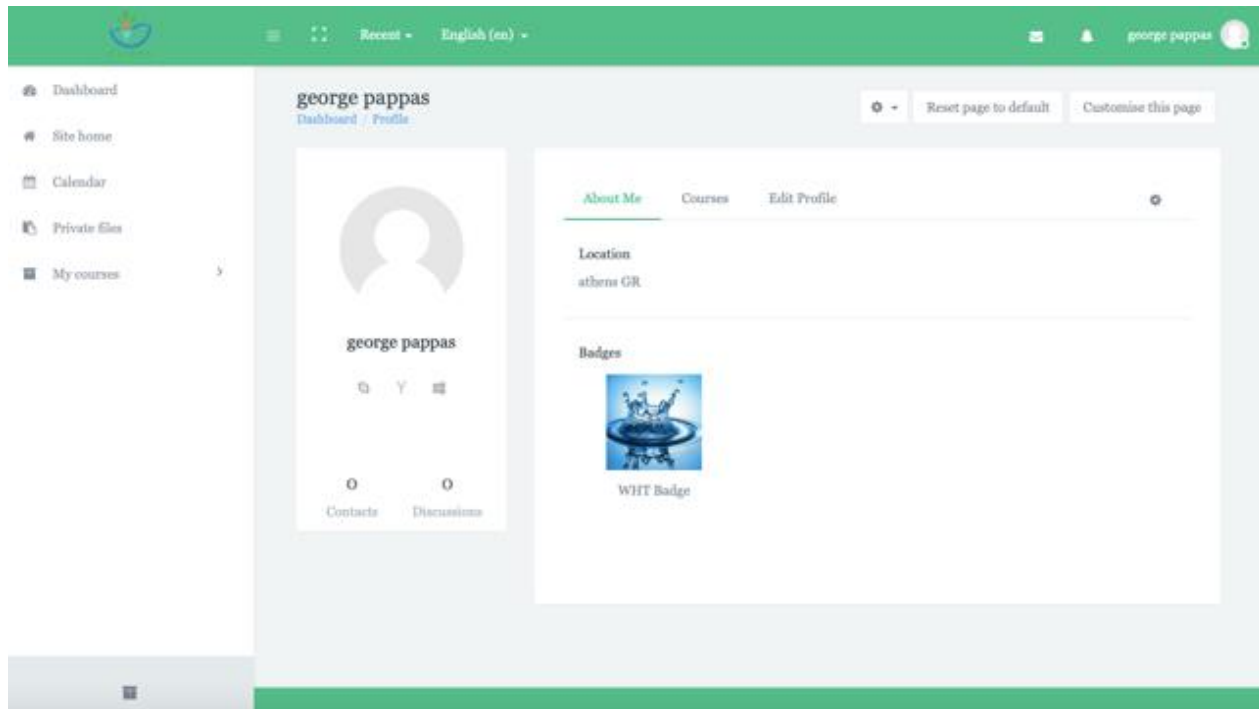 Recent
English (en)
george pappas
Dashboard
Site home
Calendar
Private files
My courses
george pappas
Dashboard / Profile
Reset page to default
Customise this page
george pappas
0
Contacts
0
Discussions
About Me
Courses
Edit Profile
Location
athens GR
Badges
WHT Badge